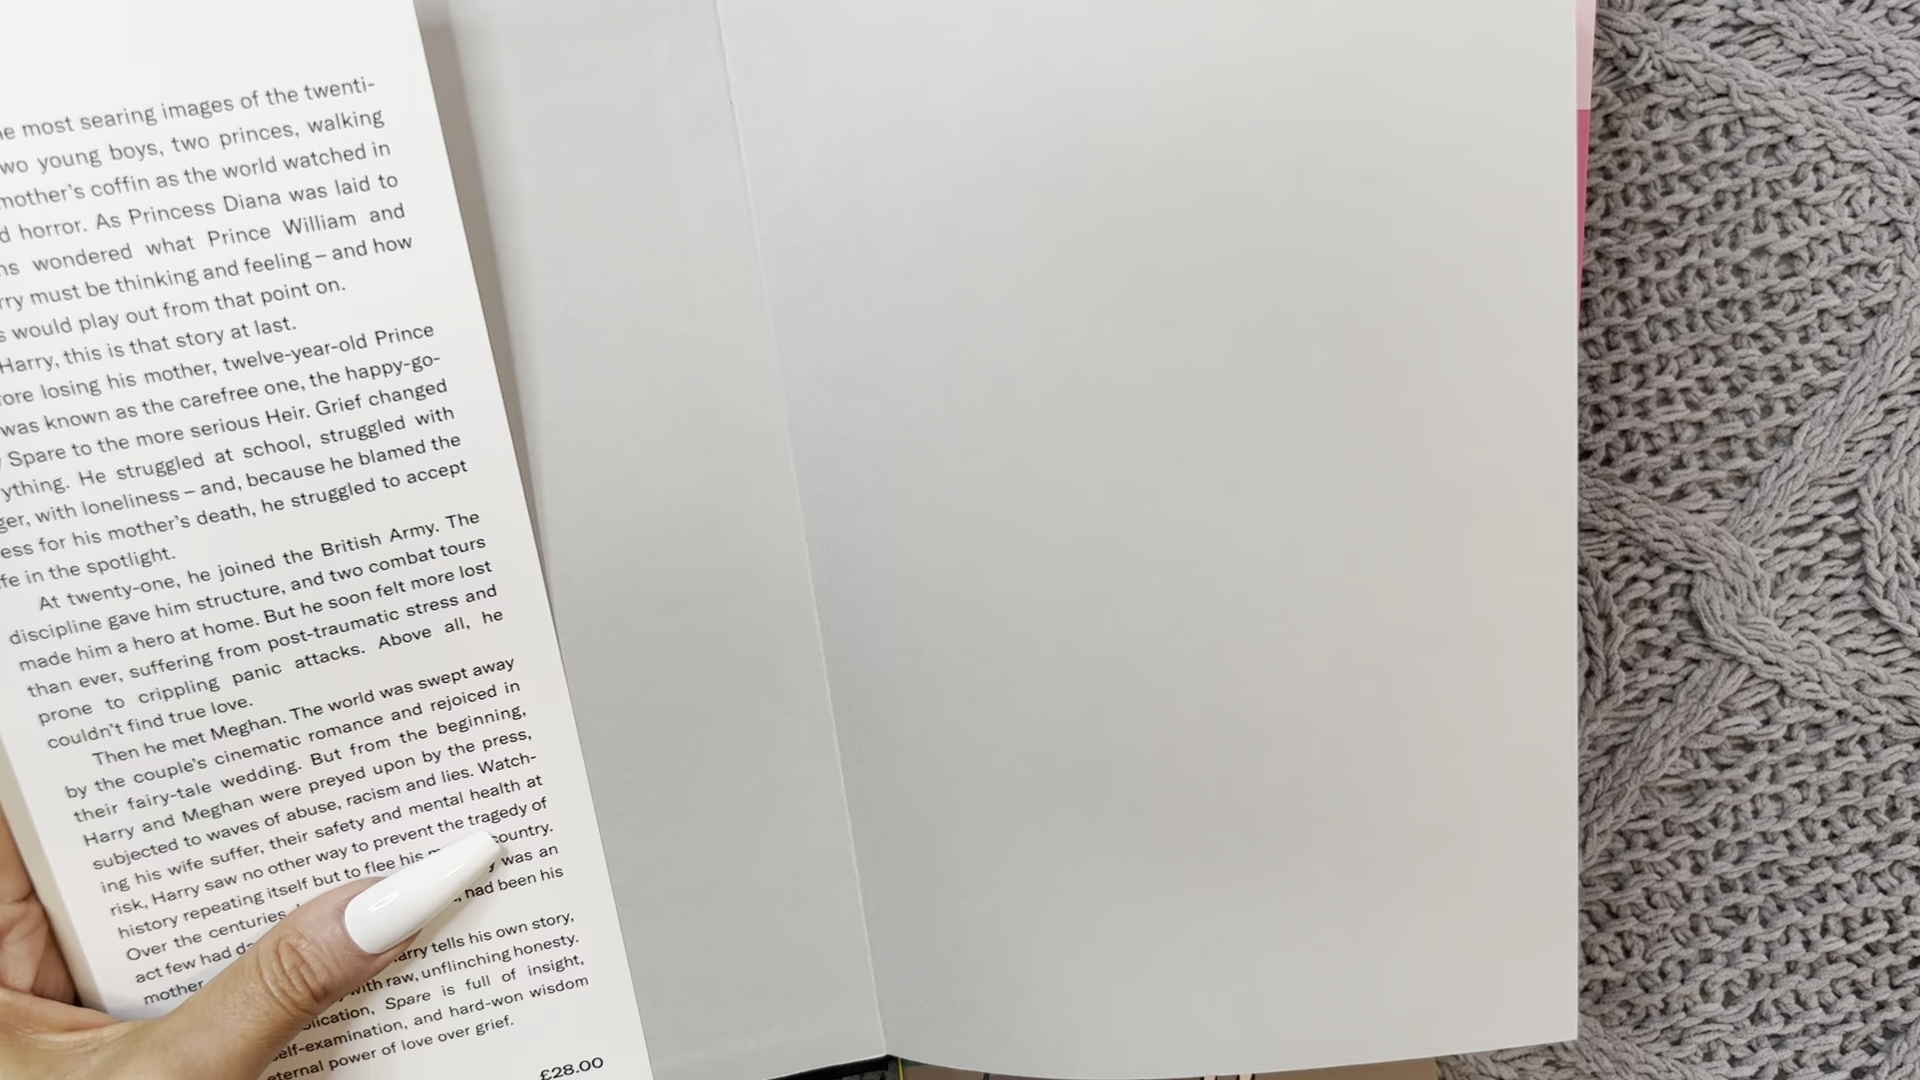 most searing images of the twenti-
two young boys, two princes, walking
mother's coffin as the world watched in
horror. As Princess Diana was laid to
wondered what Prince William and
must be thinking and feeling – and how
would play out from that point on.
Harry, this is that story at last.
losing his mother, twelve-year-old Prince
was known as the carefree one, the happy-go-
Spare to the more serious Heir. Grief changed
He struggled at school, struggled with
with loneliness – and, because he blamed the
for his mother's death, he struggled to accept
in the spotlight.
At twenty-one, he joined the British Army. The
discipline gave him structure, and two combat tours
made him a hero at home. But he soon felt more lost
than ever, suffering from post-traumatic stress and
prone to crippling panic attacks. Above all, he
couldn't find true love.
Then he met Meghan. The world was swept away
by the couple's cinematic romance and rejoiced in
their fairy-tale wedding. But from the beginning,
Harry and Meghan were preyed upon by the press,
subjected to waves of abuse, racism and lies. Watch-
ing his wife suffer, their safety and mental health at
risk, Harry saw no other way to prevent the tragedy of
history repeating itself but to flee his country.
Over the centuries, was an
act few had had been his
mother
tells his own story,
with raw, unflinching honesty.
Spare is full of insight,
self-examination, and hard-won wisdom
eternal power of love over grief.
£28.00